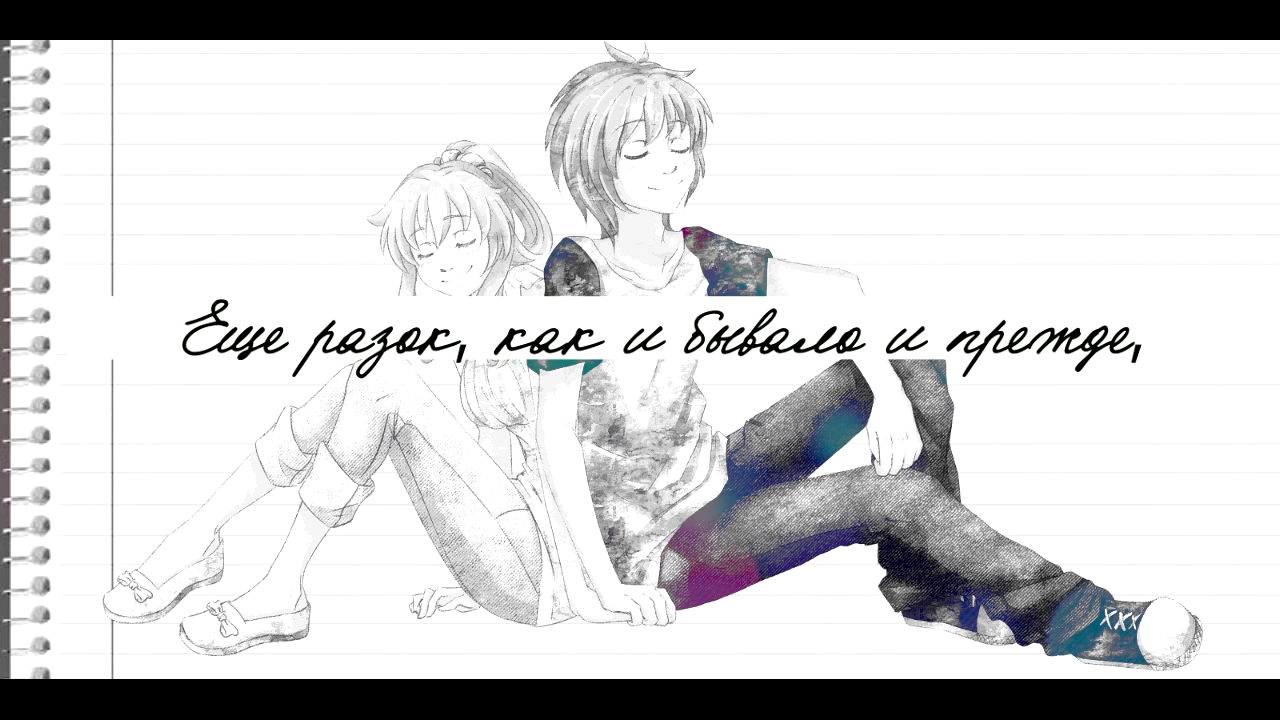 Еще разок, как и бывало и прежде,